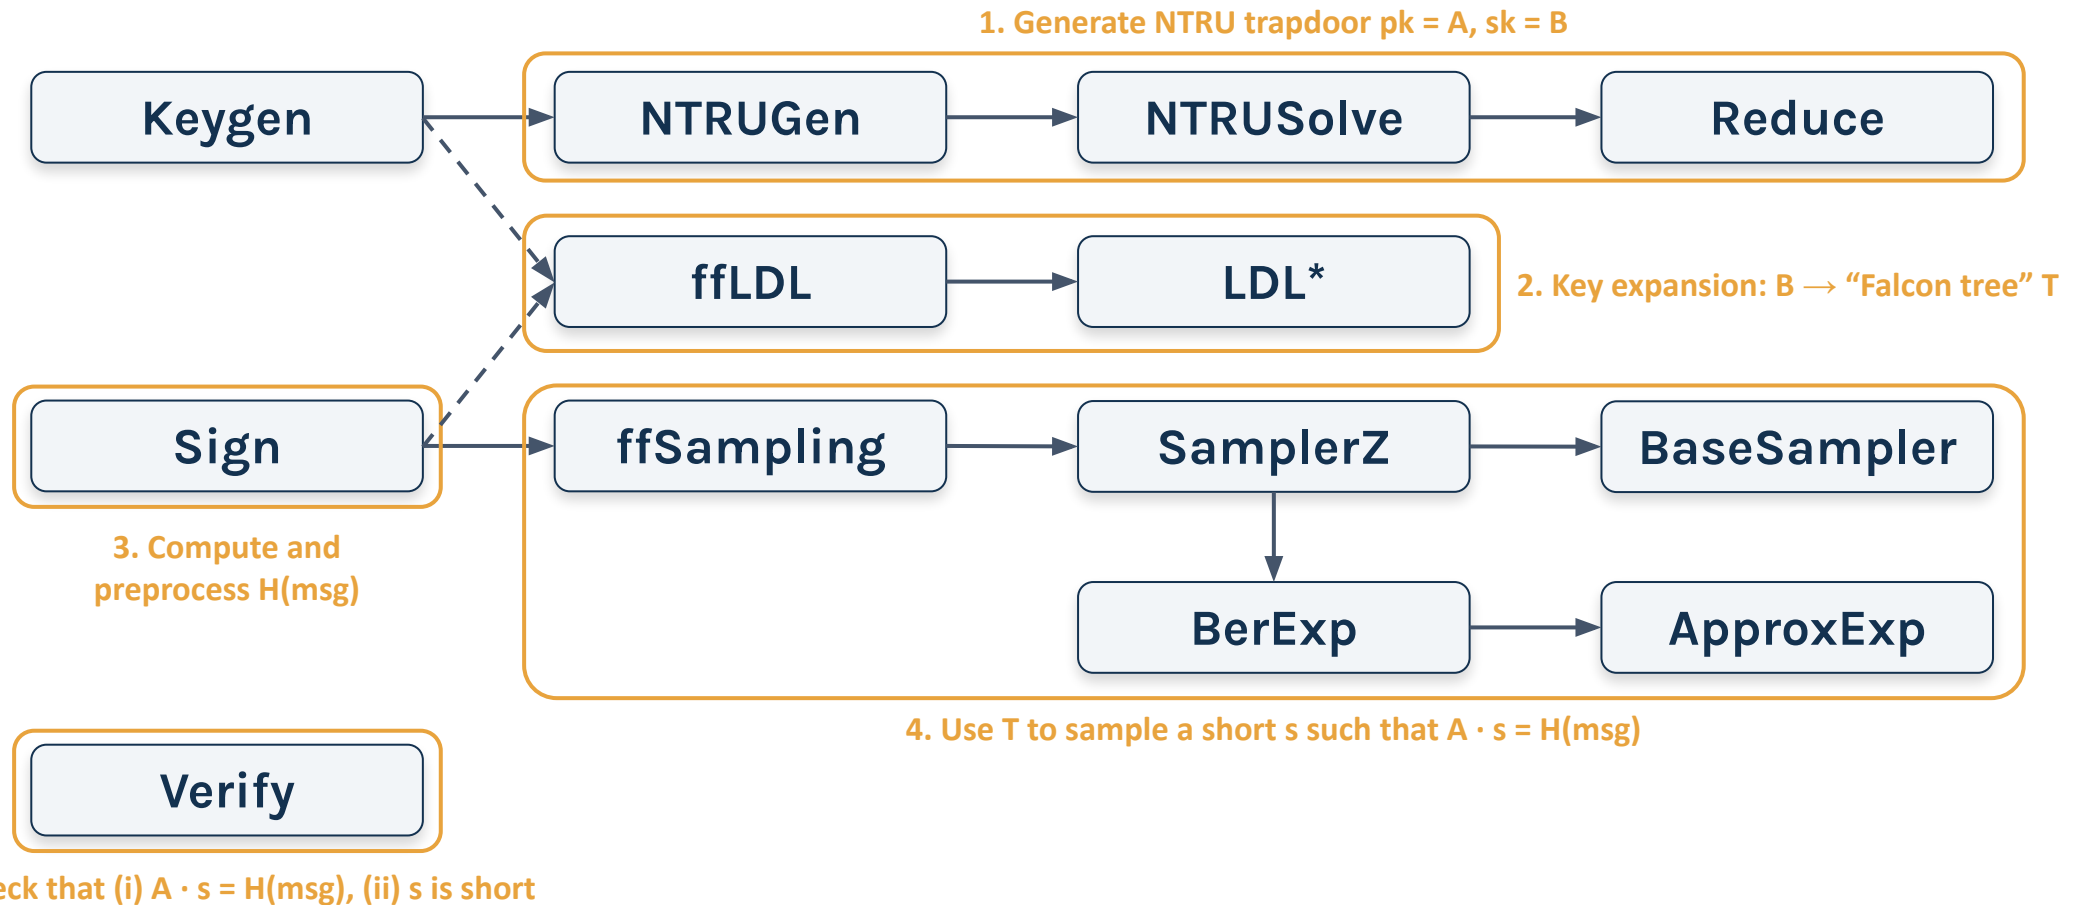 1. Generate NTRU trapdoor pk = A, sk = B
Keygen
NTRUGen
NTRUSolve
Reduce
ffLDL
LDL*
2. Key expansion: B → “Falcon tree” T
Sign
ffSampling
SamplerZ
BaseSampler
3. Compute and
preprocess H(msg)
BerExp
ApproxExp
4. Use T to sample a short s such that A · s = H(msg)
Verify
that (i) A · s = H(msg), (ii) s is short